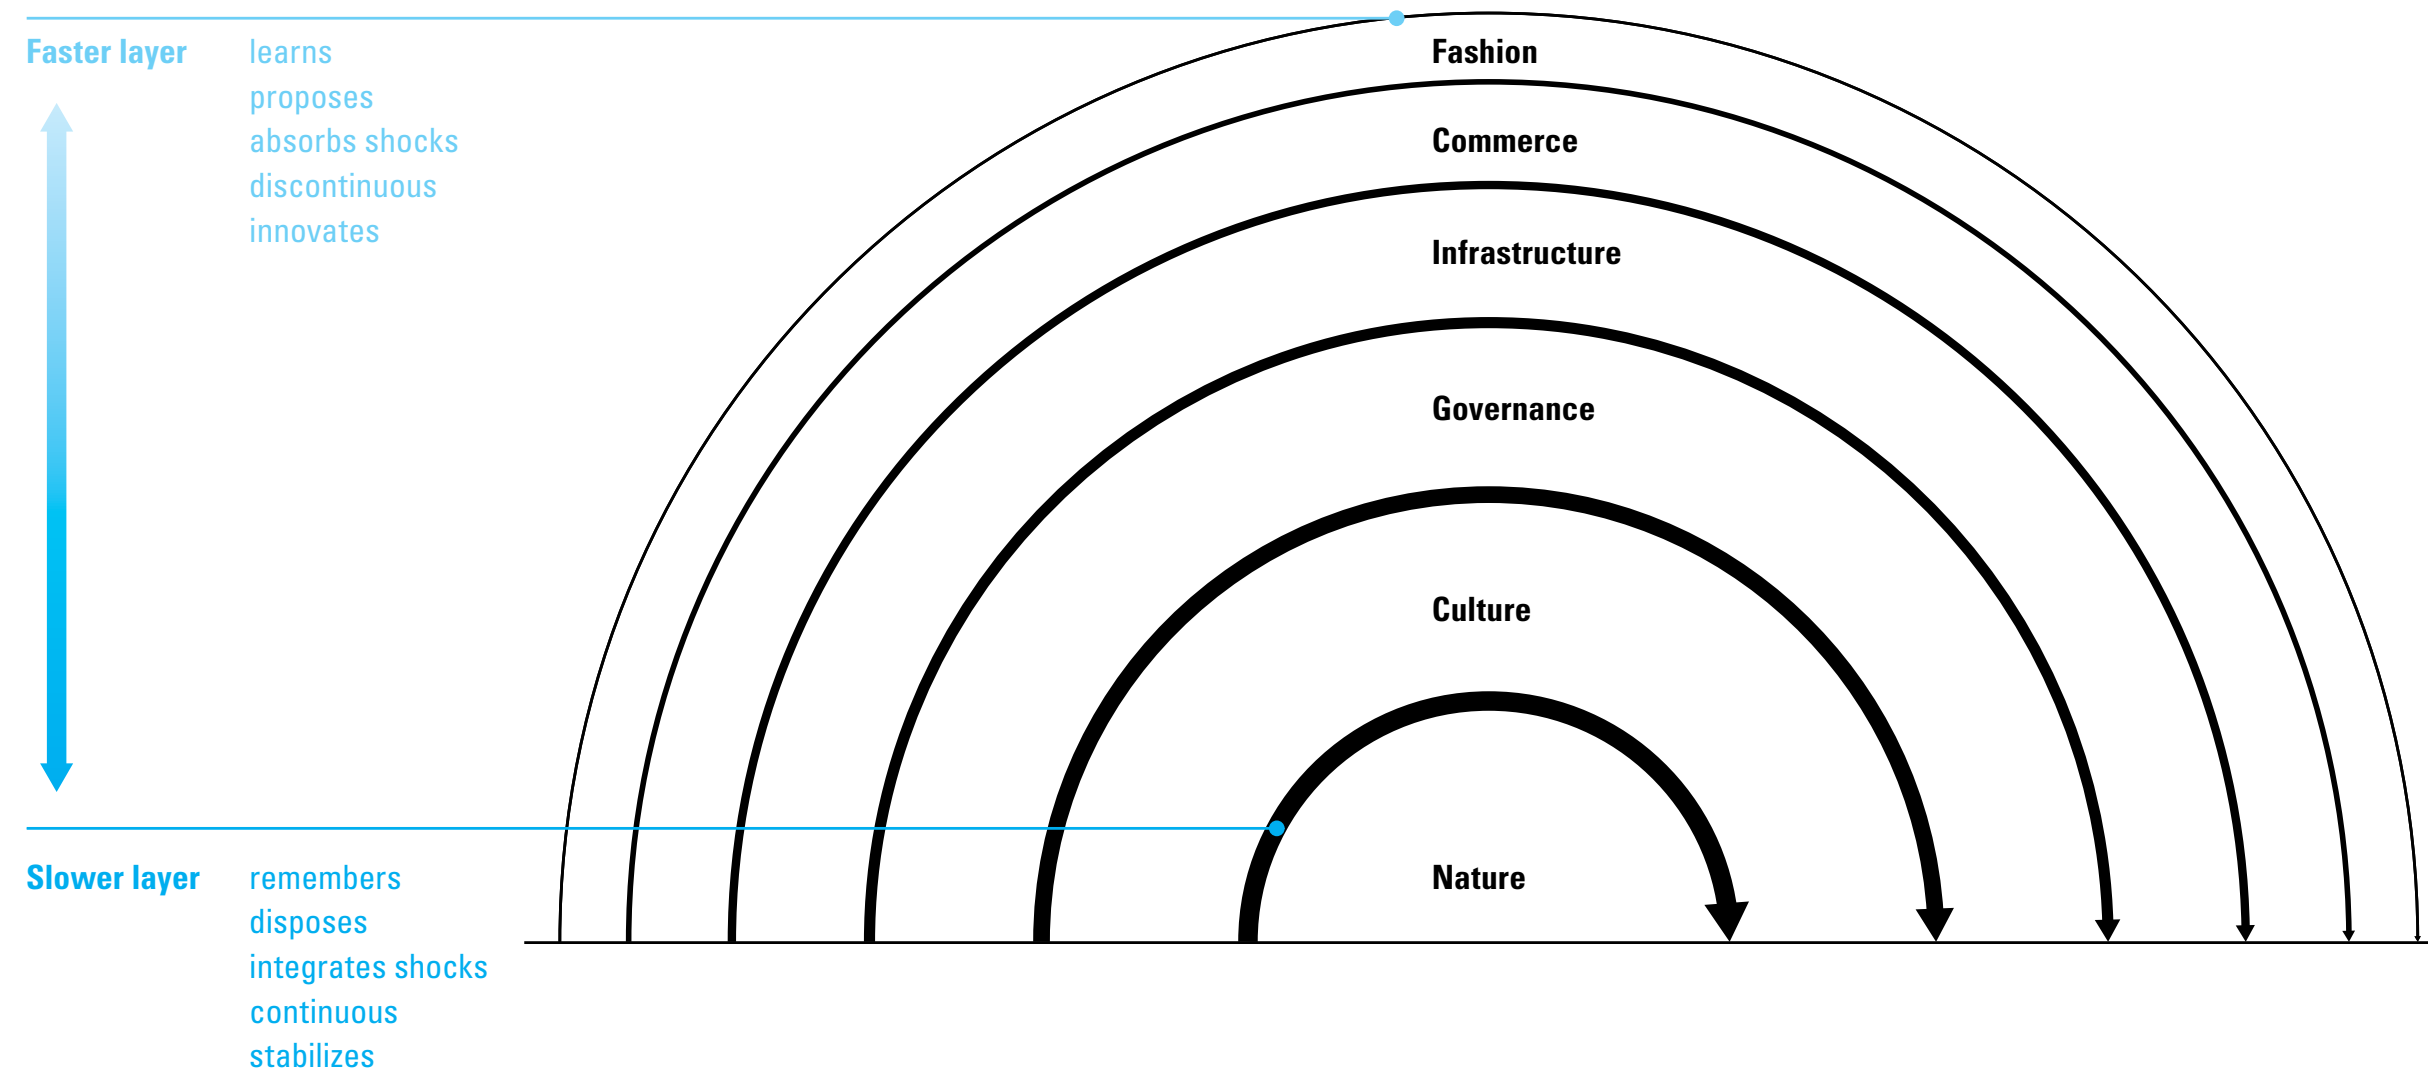 Faster layer
learns
proposes
absorbs shocks
discontinuous
innovates
Fashion
Commerce
Infrastructure
Governance
Culture
Nature
Slower layer
remembers
disposes
integrates shocks
continuous
stabilizes